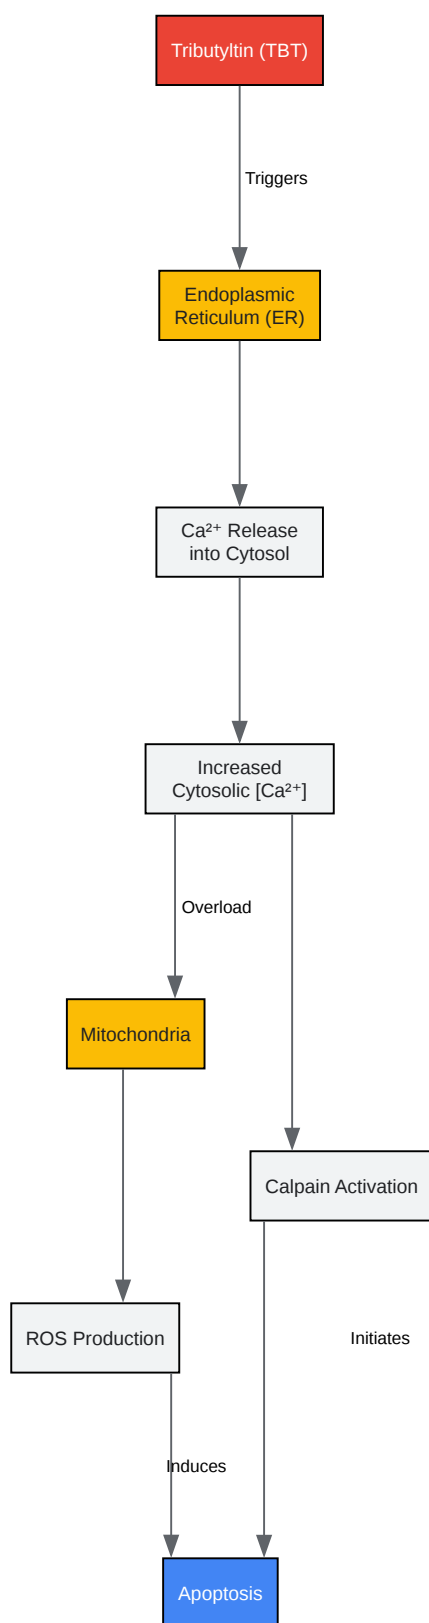 Tributyltin (TBT)
Triggers
Endoplasmic
Reticulum (ER)
Ca²⁺ Release
into Cytosol
Increased
Cytosolic [Ca²⁺]
Overload
Mitochondria
Calpain Activation
ROS Production
Initiates
Induces
Apoptosis